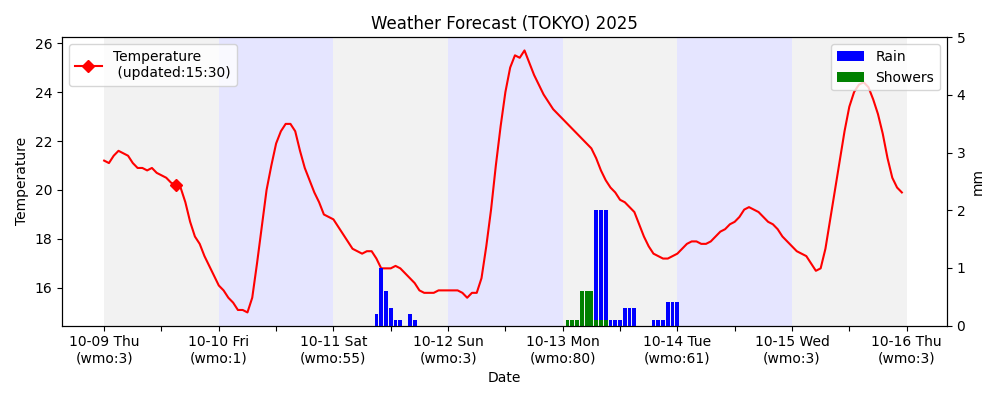 Weather Forecast (TOKYO) 2025
Temperature
(updated:15:30)
Rain
Showers
26
24
22
20
18
16
Temperature
5
4
3
2
1
0
mm
10-09 Thu
(wmo:3)
10-10 Fri
(wmo:1)
10-11 Sat
(wmo:55)
10-12 Sun
(wmo:3)
10-13 Mon
(wmo:80)
10-14 Tue
(wmo:61)
10-15 Wed
(wmo:3)
10-16 Thu
(wmo:3)
Date